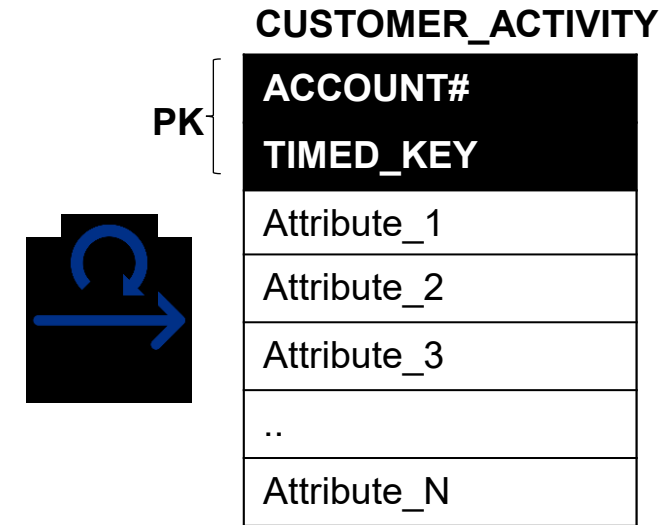 CUSTOMER_ACTIVITY
PK
ACCOUNT#
TIMED_KEY
Attribute_1
Attribute_2
Attribute_3
..
Attribute_N